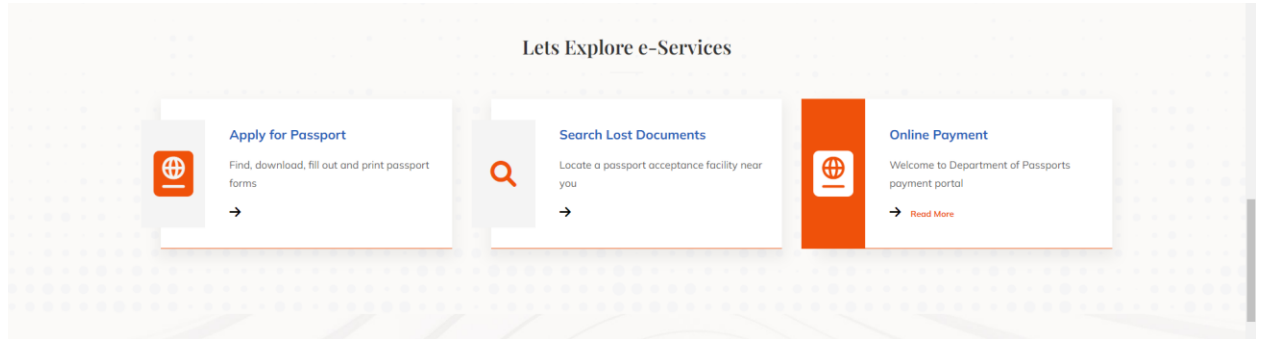 Lets Explore e-Services
Apply for Passport
Find, download, fill out and print passport
forms
Search Lost Documents
Locate a passport acceptance facility near
you
Online Payment
Welcome to Department of Passports
payment portal
Read More